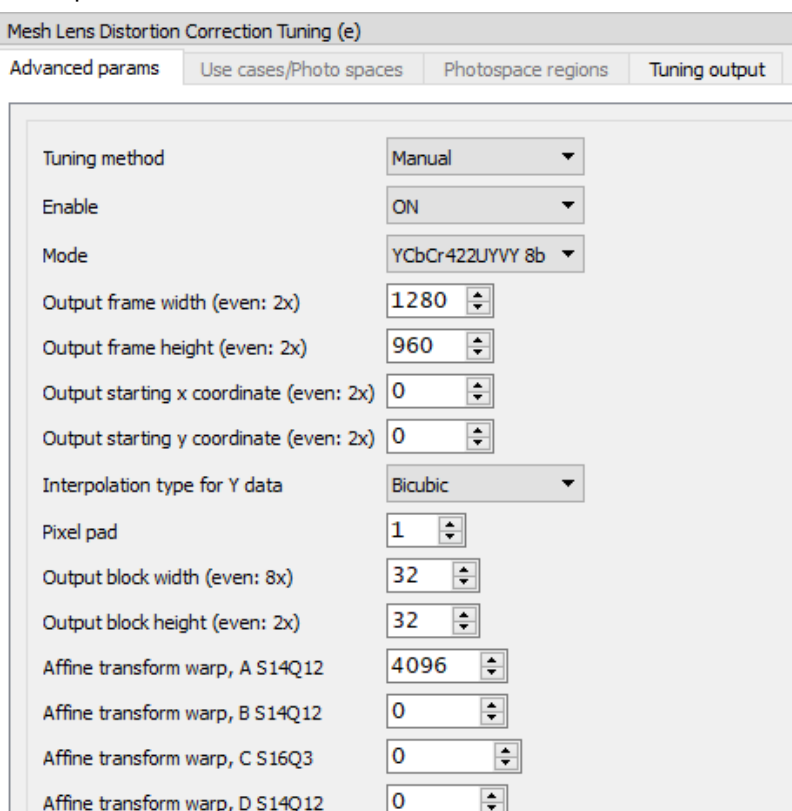 Mesh Lens Distortion Correction Tuning (e)
Advanced params Use cases/Photo spaces Photospace regions Tuning output
Tuning method Manual
Enable ON
Mode YCbCr422UYVY 8b
Output frame width (even: 2x) 1280
Output frame height (even: 2x) 960
Output starting x coordinate (even: 2x) 0
Output starting y coordinate (even: 2x) 0
Interpolation type for Y data Bicubic
Pixel pad 1
Output block width (even: 8x) 32
Output block height (even: 2x) 32
Affine transform warp, A S14Q12 4096
Affine transform warp, B S14Q12 0
Affine transform warp, C S16Q3 0
Affine transform warp, D S14Q12 0